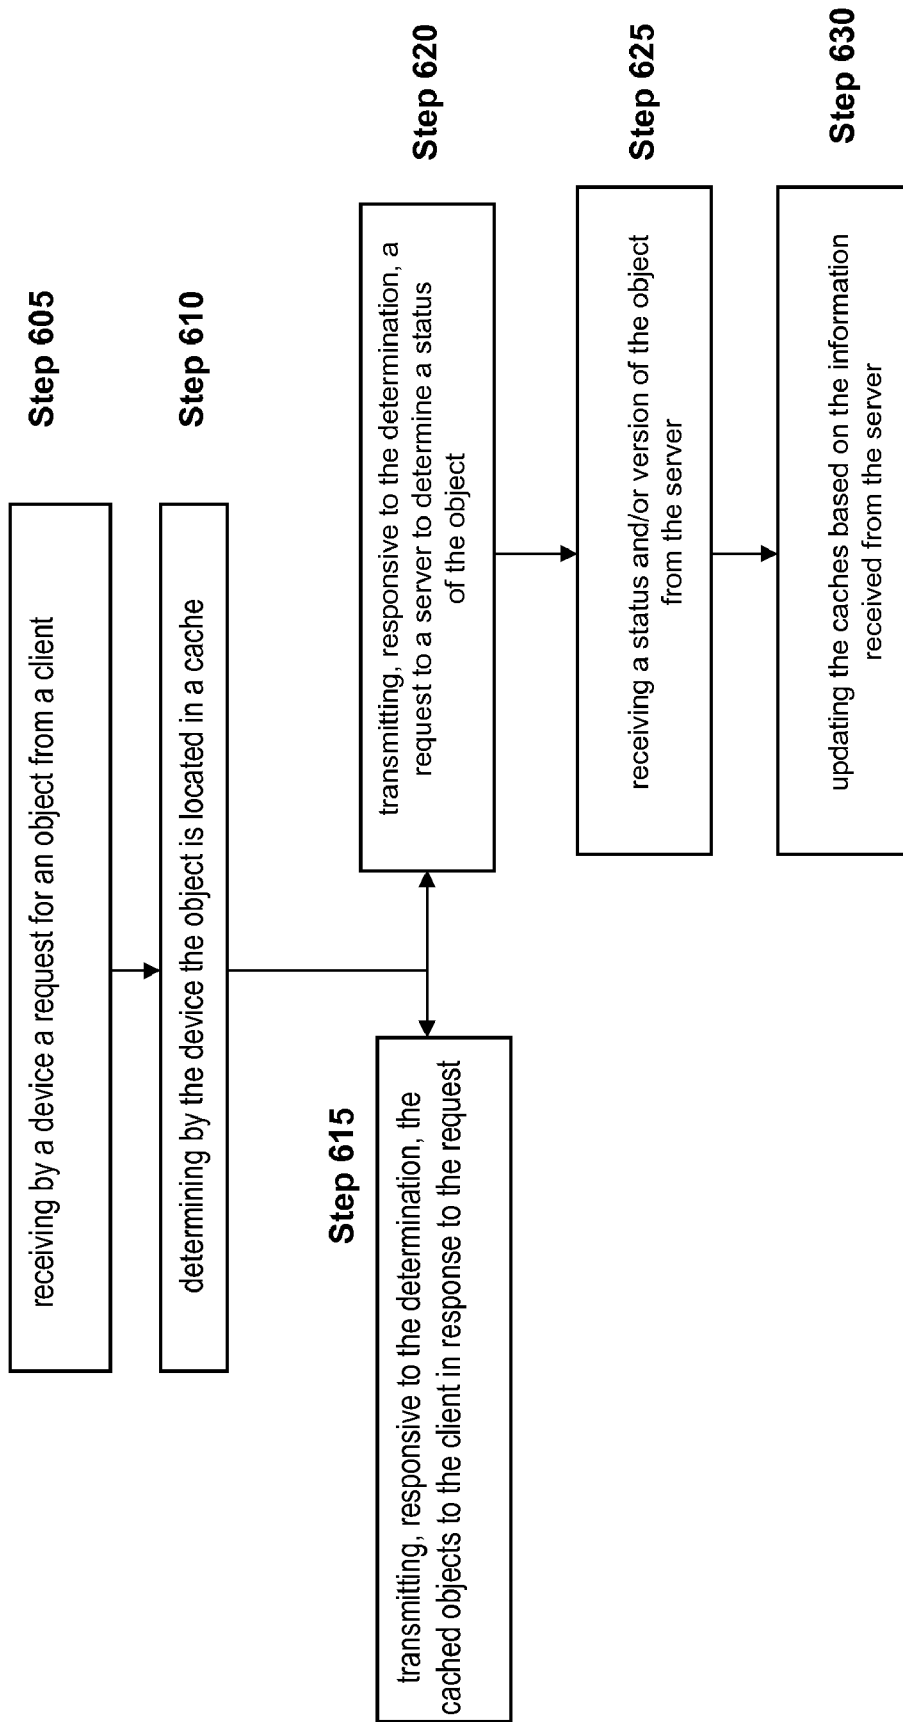 receiving by a device a request for an object from a client
Step 605
determining by the device the object is located in a cache
Step 610
Step 615
transmitting, responsive to the determination, the
cached objects to the client in response to the request
transmitting, responsive to the determination, a
request to a server to determine a status
of the object
Step 620
receiving a status and/or version of the object
from the server
Step 625
updating the caches based on the information
received from the server
Step 630